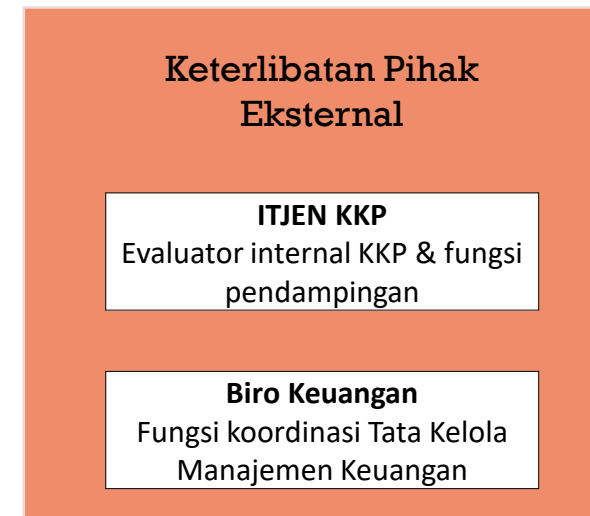 Keterlibatan Pihak
Eksternal
ITJEN KKP
Evaluator internal KKP & fungsi
pendampingan
Biro Keuangan
Fungsi koordinasi Tata Kelola
Manajemen Keuangan